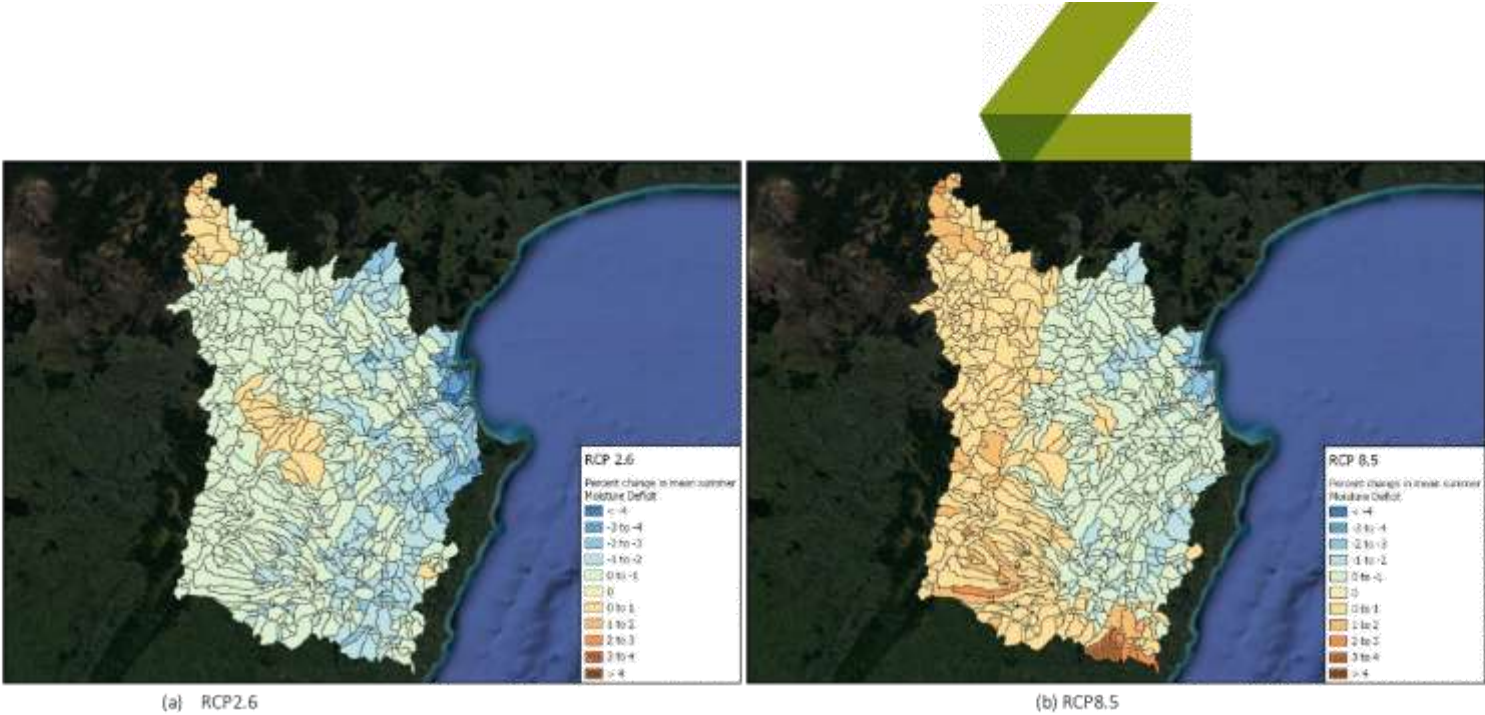 RCP 2.6
Percent change in mean summer
Moisture Deficit
< -4
-3 to -4
-2 to -3
-1 to -2
0 to -1
0
0 to 1
1 to 2
2 to 3
3 to 4
> 4
RCP 8.5
Percent change in mean summer
Moisture Deficit
< -4
-3 to -4
-2 to -3
-1 to -2
0 to -1
0
0 to 1
1 to 2
2 to 3
3 to 4
> 4
(a) RCP2.6
(b) RCP8.5